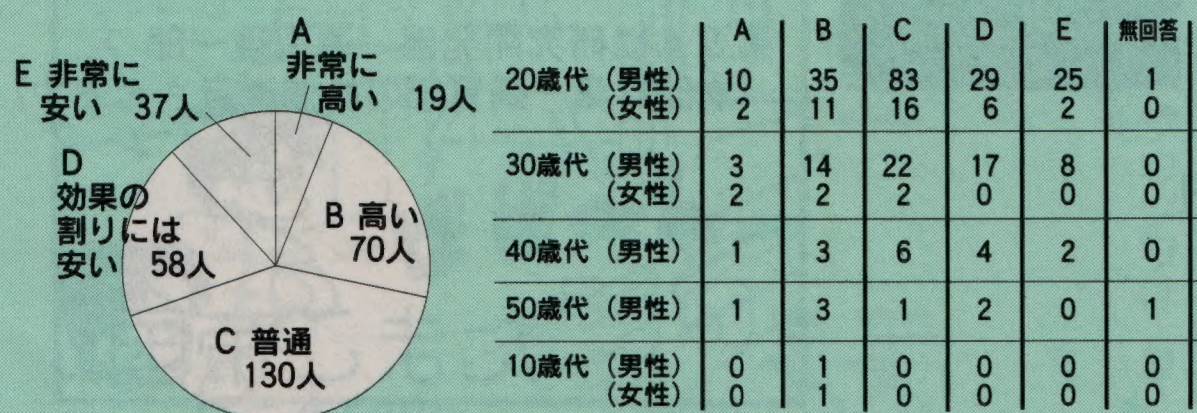 A
非常に
高い 19人
E 非常に
安い 37人
D
効果の
割りには
安い 58人
B 高い
70人
C 普通
130人
A B C D E 無回答
20歳代（男性） 10 35 83 29 25 1
（女性） 2 11 16 6 2 0
30歳代（男性） 3 14 22 17 8 0
（女性） 2 2 2 0 0 0
40歳代（男性） 1 3 6 4 2 0
50歳代（男性） 1 3 1 2 0 1
10歳代（男性） 0 1 0 0 0 0
（女性） 0 1 0 0 0 0